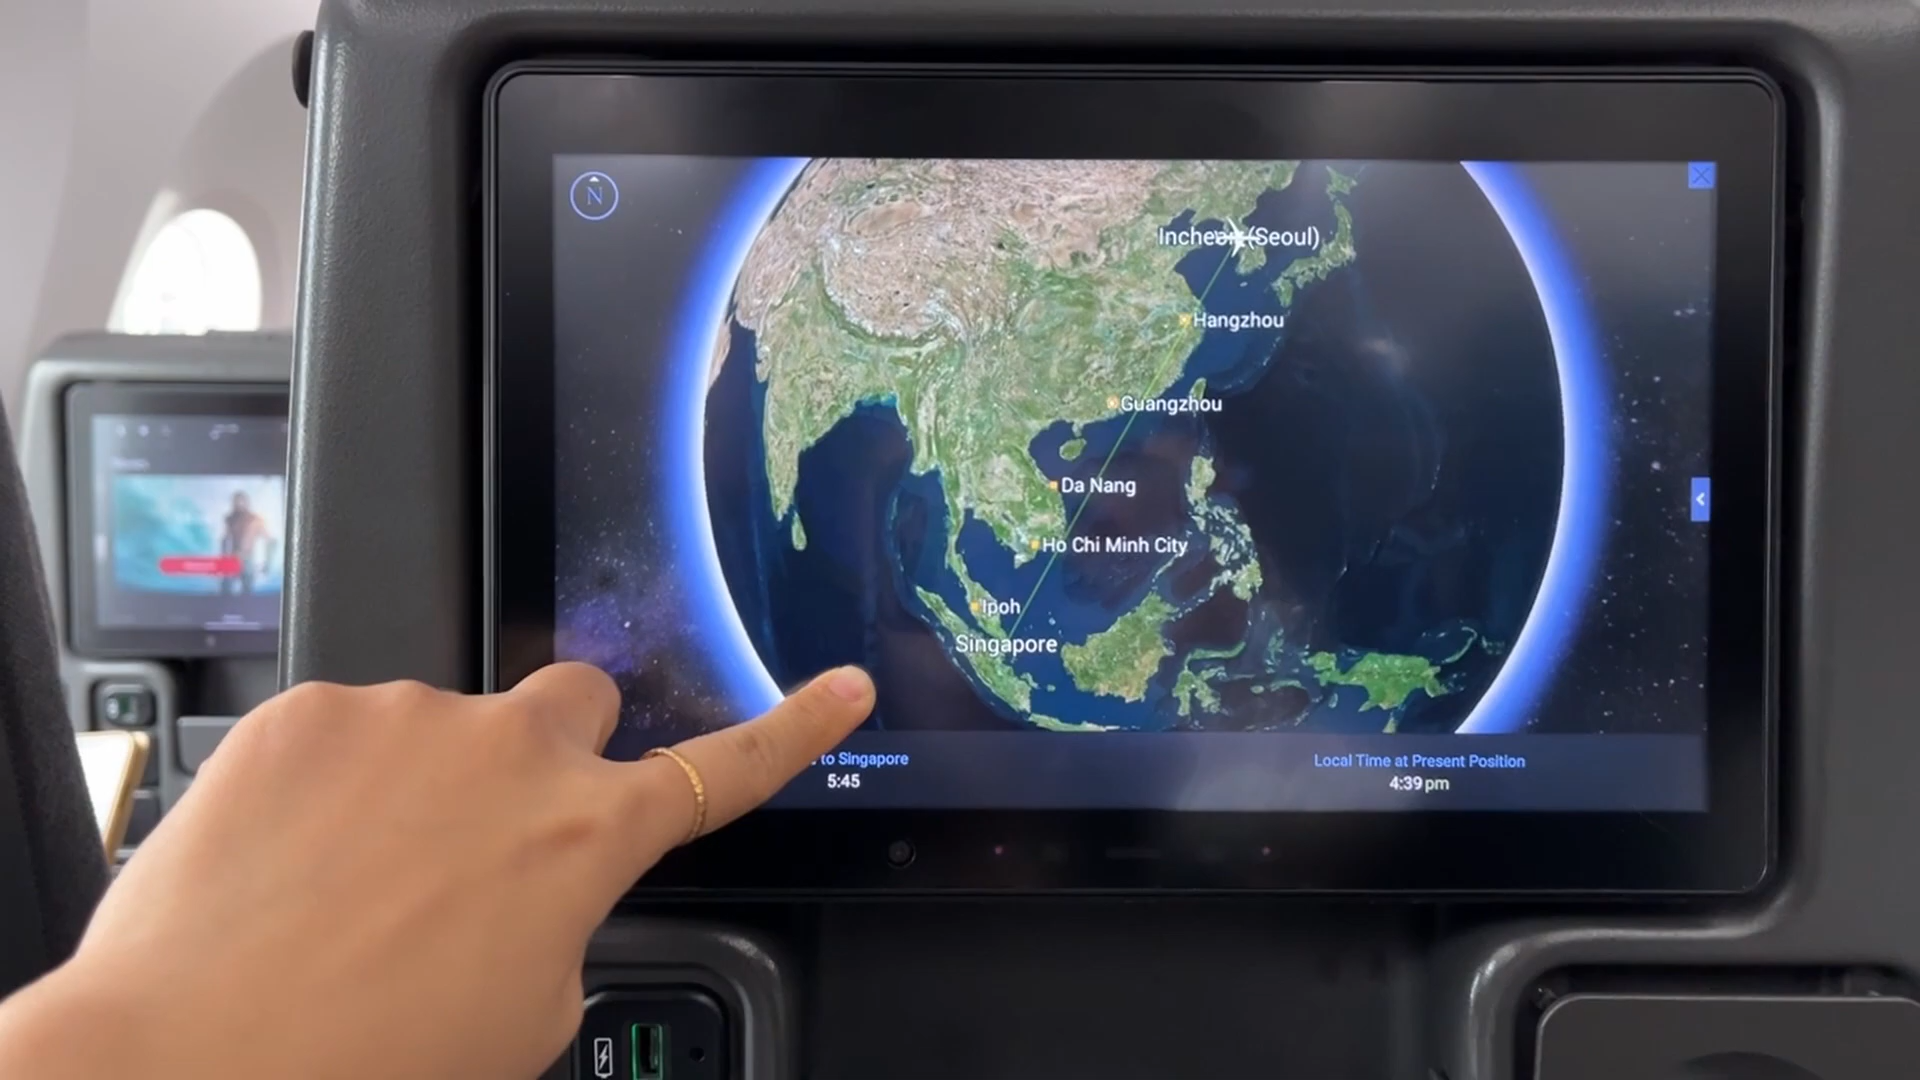 N
Incheon (Seoul)
Hangzhou
Guangzhou
Da Nang
Ho Chi Minh City
Ipoh
Singapore
to Singapore
5:45
Local Time at Present Position
4:39 pm